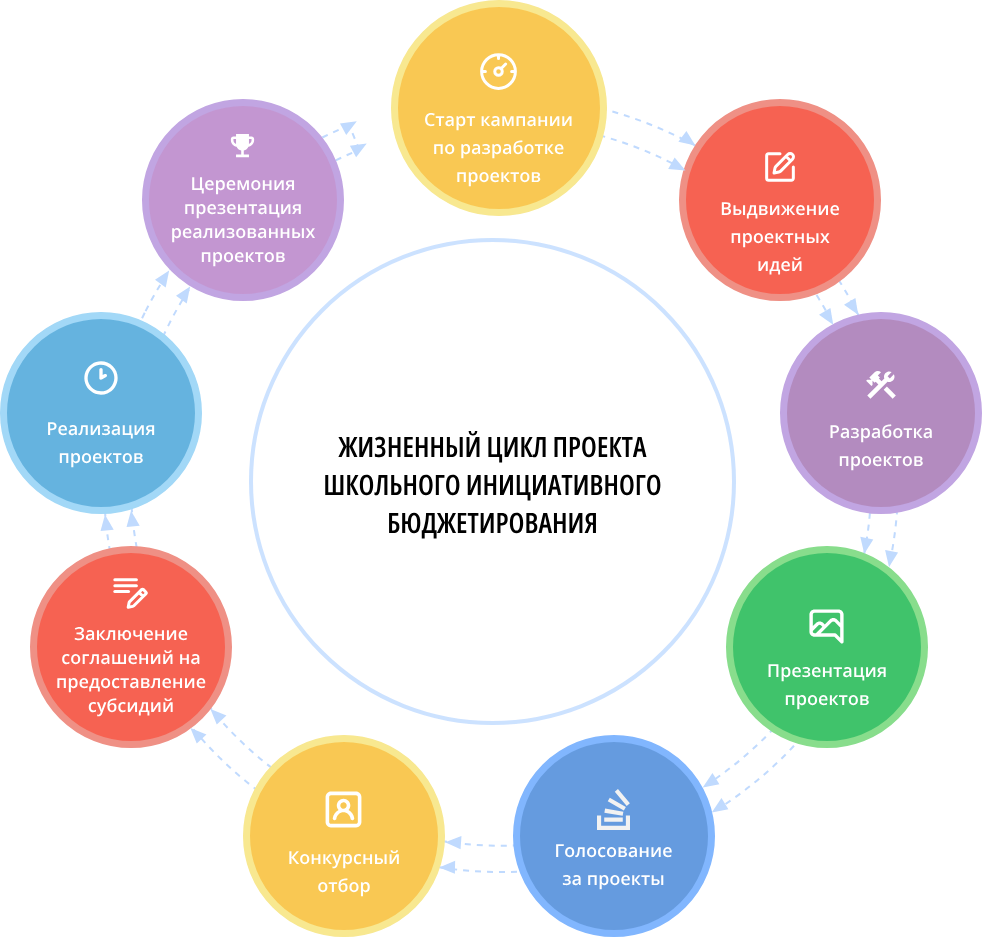 Старт кампании
по разработке
проектов
Выдвижение
проектных
идей
Разработка
проектов
Презентация
проектов
Голосование
за проекты
Конкурсный
отбор
Заключение
соглашений на
предоставление
субсидий
Реализация
проектов
Церемония
презентация
реализованных
проектов
ЖИЗНЕННЫЙ ЦИКЛ ПРОЕКТА
ШКОЛЬНОГО ИНИЦИАТИВНОГО
БЮДЖЕТИРОВАНИЯ